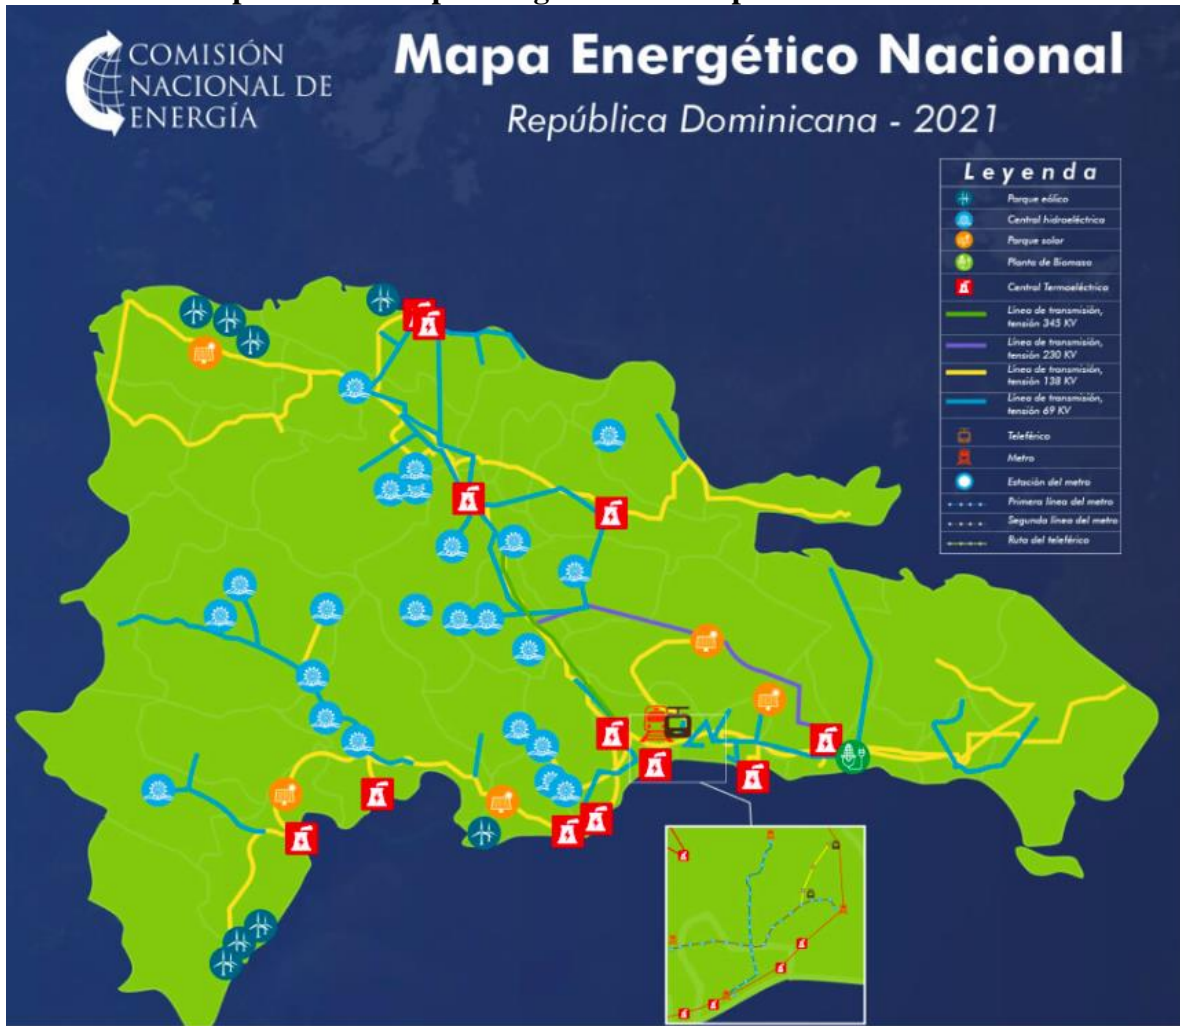 COMISIÓN
NACIONAL DE
ENERGÍA
Mapa Energético Nacional
República Dominicana - 2021
Leyenda
Parque eólico
Central hidroeléctrica
Parque solar
Planta de Biomasa
Central Termoeléctrica
Línea de transmisión,
tensión 345 KV
Línea de transmisión,
tensión 230 KV
Línea de transmisión,
tensión 138 KV
Línea de transmisión,
tensión 69 KV
Teleférico
Metro
Estación del metro
Primera línea del metro
Segunda línea del metro
Ruta del teleférico